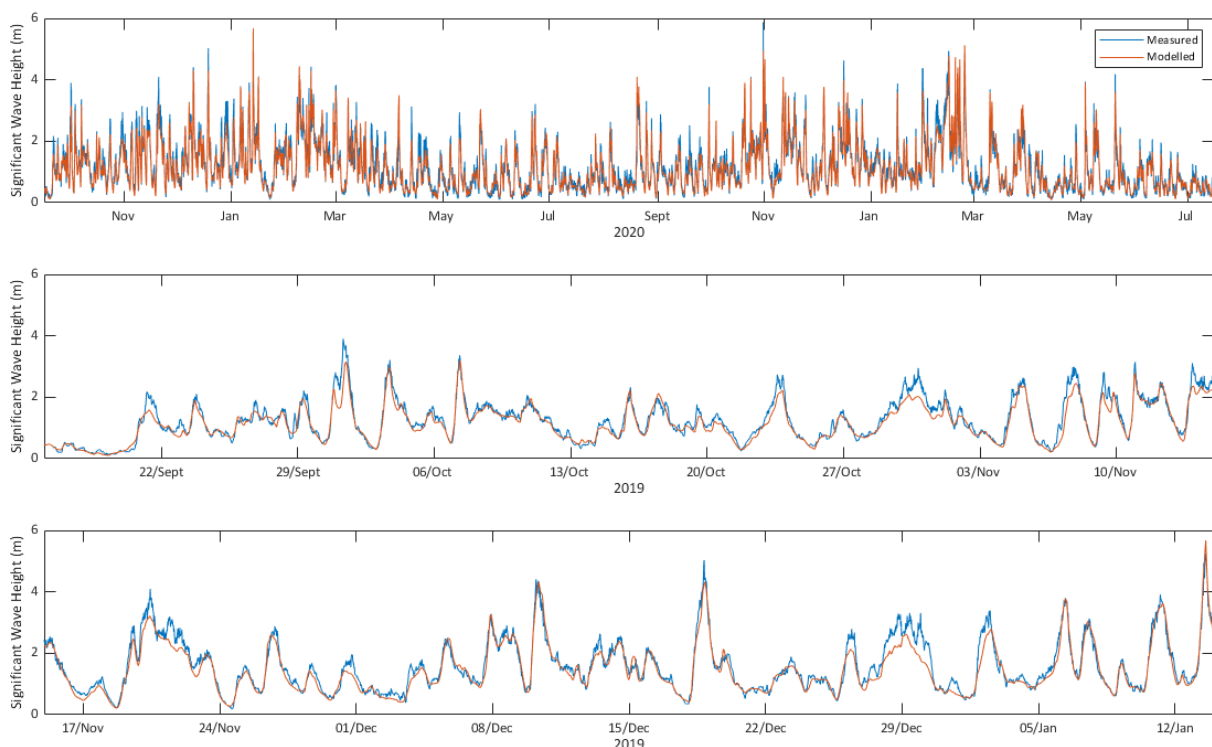 Significant Wave Height (m)
6
4
2
0
Measured
Modelled
Nov Jan Mar May Jul Sept Nov Jan Mar May Jul
2020
Significant Wave Height (m)
6
4
2
0
22/Sept 29/Sept 06/Oct 13/Oct 20/Oct 27/Oct 03/Nov 10/Nov
2019
Significant Wave Height (m)
6
4
2
0
17/Nov 24/Nov 01/Dec 08/Dec 15/Dec 22/Dec 29/Dec 05/Jan 12/Jan
2019